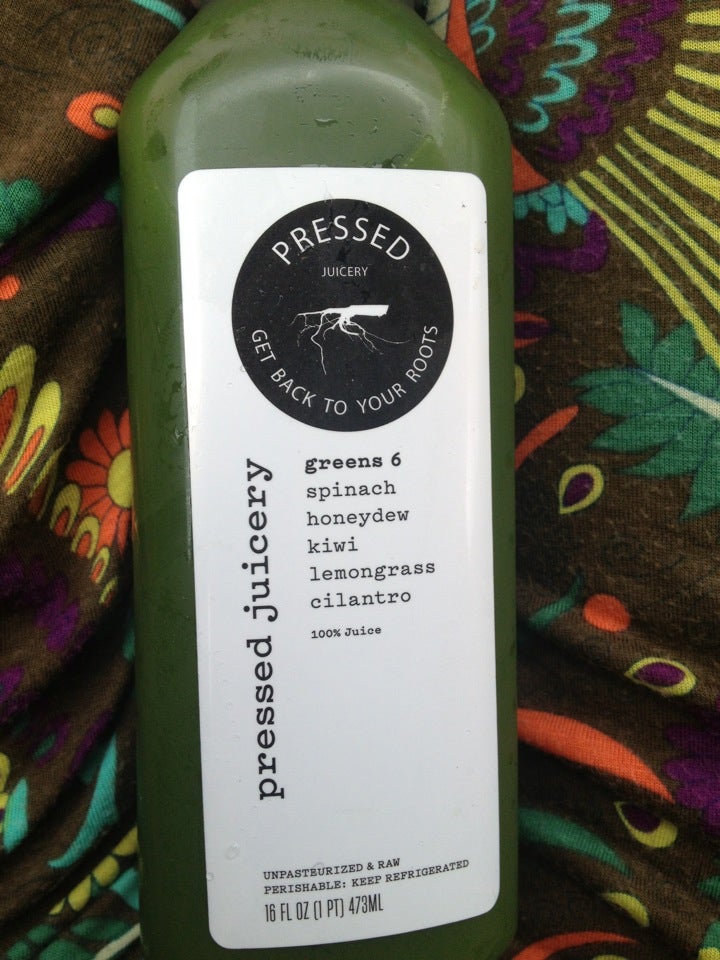 PRESSED
JUICERY
GET BACK TO YOUR ROOTS
pressed juicery
greens 6
spinach
honeydew
kiwi
lemongrass
cilantro
100% Juice
UNPASTEURIZED & RAW
PERISHABLE: KEEP REFRIGERATED
16 FL OZ (1 PT) 473ML